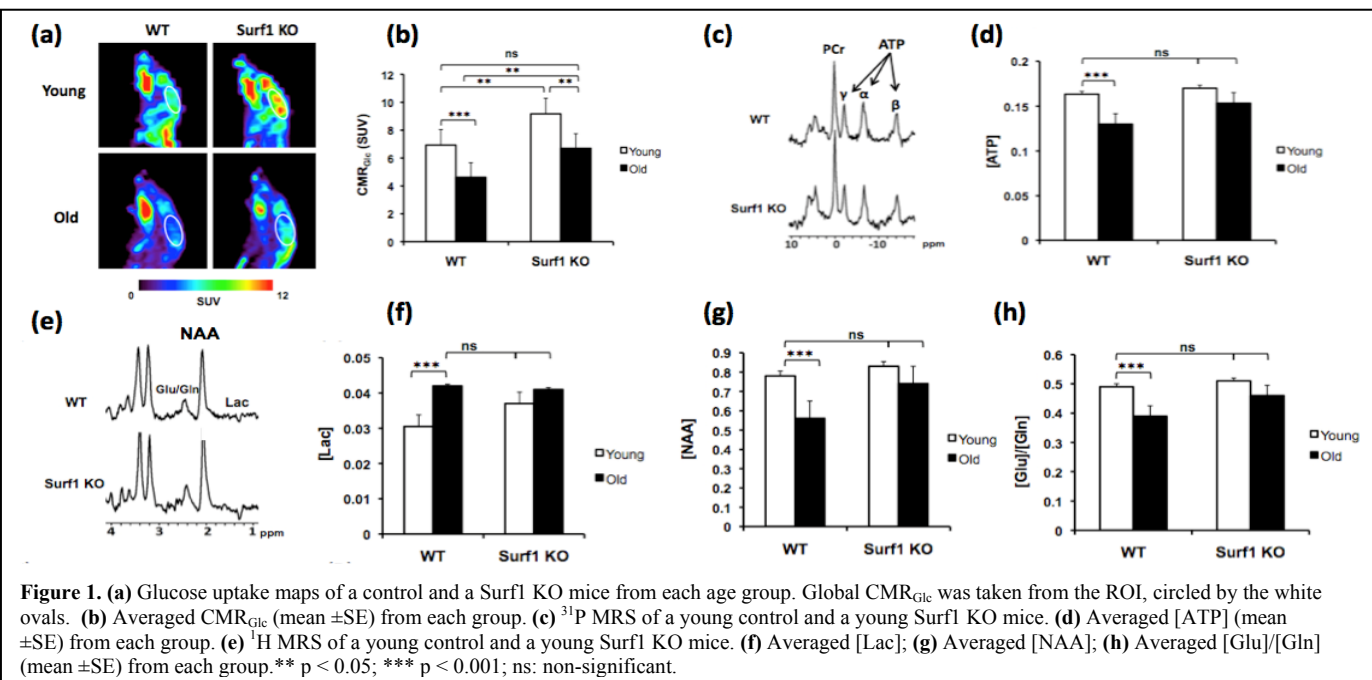 (a)
WT
Surf1 KO
Young
Old
0
12
SUV
(b)
ns
**
**
**
***
12
10
8
6
4
2
0
CMRGlc (SUV)
WT
Surf1 KO
Young
Old
(c)
PCr
ATP
γ
α
β
WT
Surf1 KO
10
0
-10
ppm
(d)
ns
***
0.2
0.15
0.1
0.05
0
[ATP]
WT
Surf1 KO
Young
Old
(e)
NAA
Glu/Gln
Lac
WT
Surf1 KO
4
3
2
1
ppm
(f)
ns
***
0.05
0.04
0.03
0.02
0.01
0
[Lac]
WT
Surf1 KO
Young
Old
(g)
ns
***
0.9
0.8
0.7
0.6
0.5
0.4
0.3
0.2
0.1
0
[NAA]
WT
Surf1 KO
Young
Old
(h)
ns
***
0.6
0.5
0.4
0.3
0.2
0.1
0
[Glu]/[Gln]
WT
Surf1 KO
Young
Old
Figure 1. (a) Glucose uptake maps of a control and a Surf1 KO mice from each age group. Global CMRGlc was taken from the ROI, circled by the white
ovals. (b) Averaged CMRGlc (mean ±SE) from each group. (c) 31P MRS of a young control and a young Surf1 KO mice. (d) Averaged [ATP] (mean
±SE) from each group. (e) 1H MRS of a young control and a young Surf1 KO mice. (f) Averaged [Lac]; (g) Averaged [NAA]; (h) Averaged [Glu]/[Gln]
(mean ±SE) from each group.** p < 0.05; *** p < 0.001; ns: non-significant.